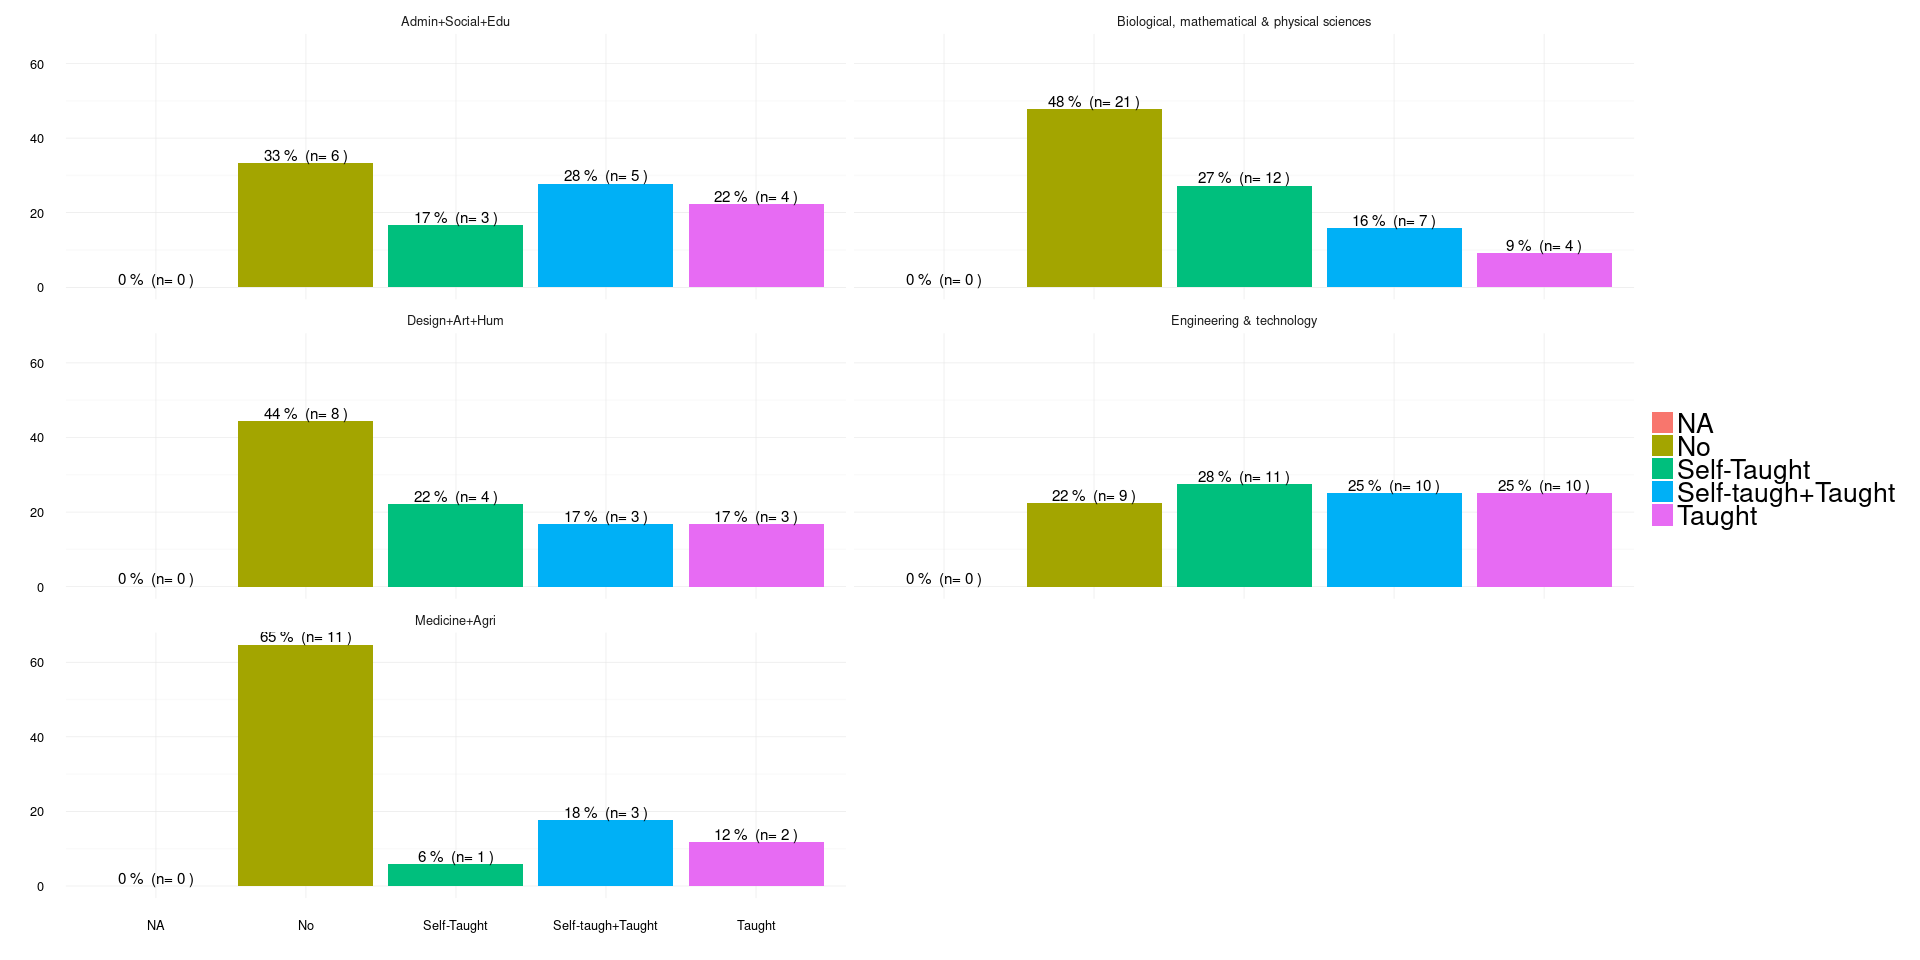 Admin+Social+Edu
60
40
20
0
0 % (n= 0 )
33 % (n= 6 )
17 % (n= 3 )
28 % (n= 5 )
22 % (n= 4 )
Biological, mathematical & physical sciences
0 % (n= 0 )
48 % (n= 21 )
27 % (n= 12 )
16 % (n= 7 )
9 % (n= 4 )
Design+Art+Hum
60
40
20
0
0 % (n= 0 )
44 % (n= 8 )
22 % (n= 4 )
17 % (n= 3 )
17 % (n= 3 )
Engineering & technology
0 % (n= 0 )
22 % (n= 9 )
28 % (n= 11 )
25 % (n= 10 )
25 % (n= 10 )
Medicine+Agri
60
40
20
0
0 % (n= 0 )
65 % (n= 11 )
6 % (n= 1 )
18 % (n= 3 )
12 % (n= 2 )
NA
No
Self-Taught
Self-taugh+Taught
Taught
NA
No
Self-Taught
Self-taugh+Taught
Taught